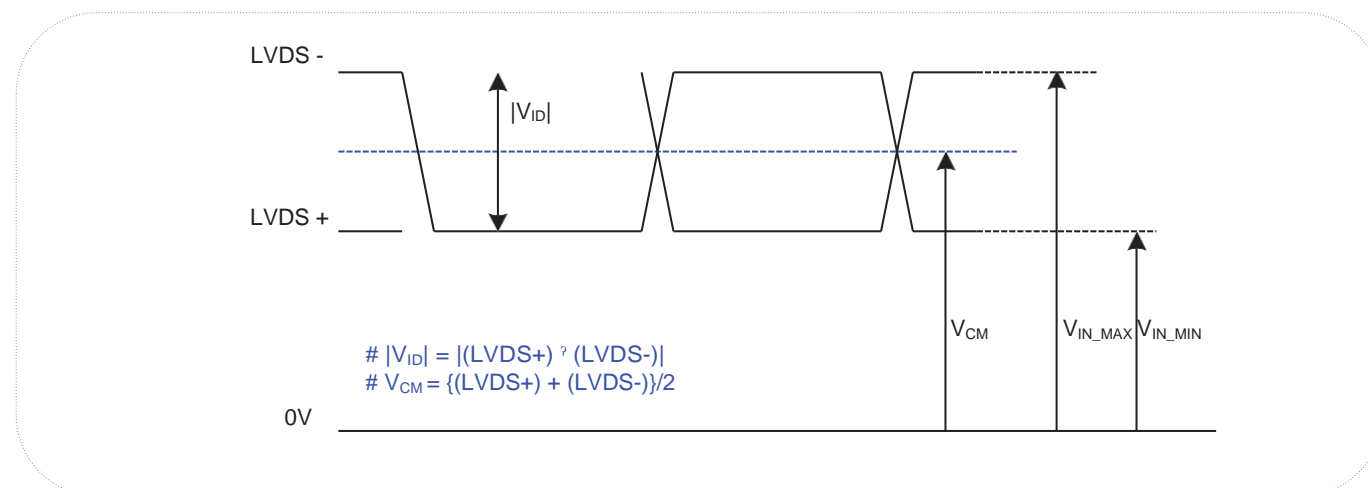 LVDS -
|VID|
LVDS +
VCM
VIN_MAX
VIN_MIN
# |VID| = |(LVDS+) ? (LVDS-)|
# VCM = {(LVDS+) + (LVDS-)}/2
0V